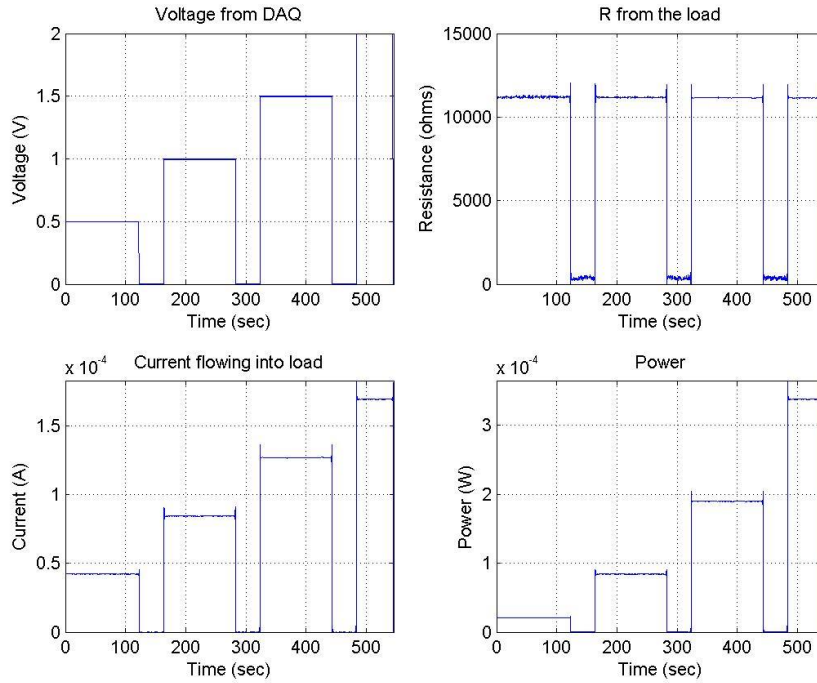 Voltage from DAQ
2
1.5
1
0.5
0
Voltage (V)
0 100 200 300 400 500
Time (sec)
R from the load
15000
10000
5000
0
Resistance (ohms)
0 100 200 300 400 500
Time (sec)
Current flowing into load
x 10-4
1.5
1
0.5
0
Current (A)
0 100 200 300 400 500
Time (sec)
Power
x 10-4
3
2
1
0
Power (W)
0 100 200 300 400 500
Time (sec)